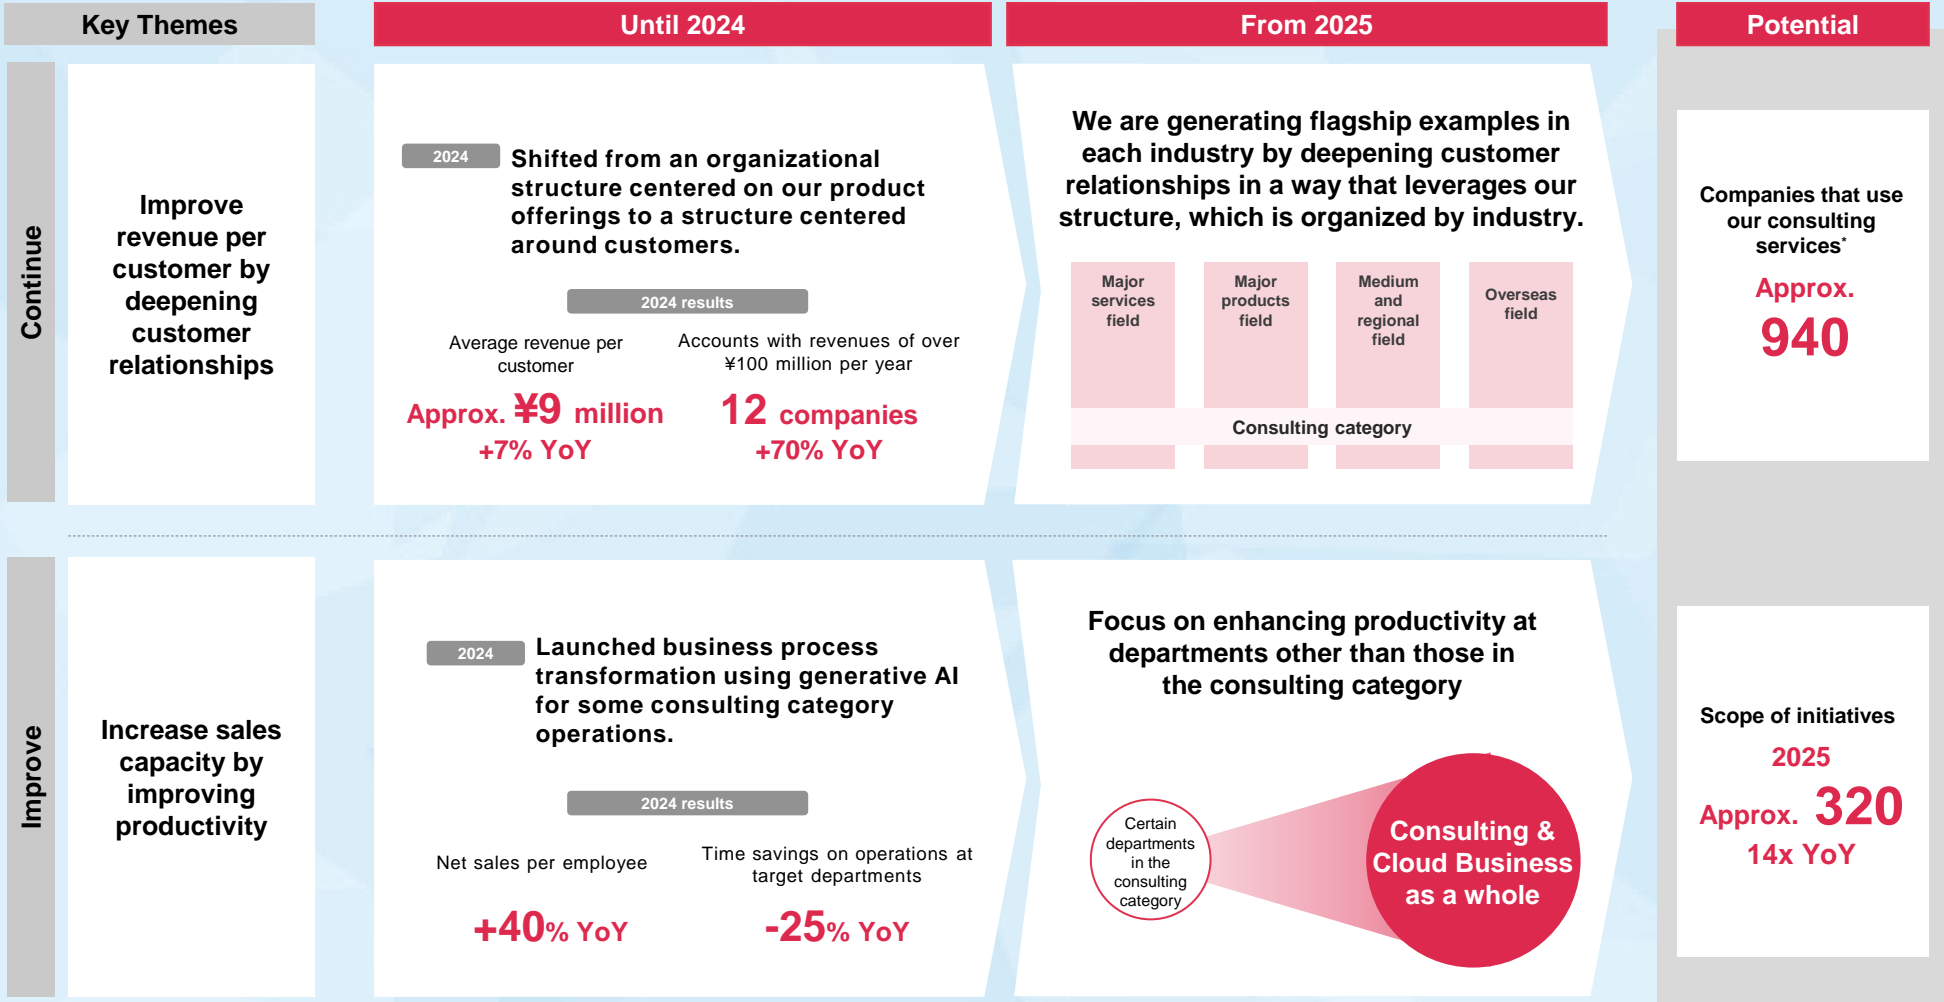 Key Themes
Until 2024
From 2025
Potential
Continue
Improve
revenue per
customer by
deepening
customer
relationships
2024
Shifted from an organizational
structure centered on our product
offerings to a structure centered
around customers.
2024 results
Average revenue per
customer
Approx. ¥9 million
+7% YoY
Accounts with revenues of over
¥100 million per year
12 companies
+70% YoY
We are generating flagship examples in
each industry by deepening customer
relationships in a way that leverages our
structure, which is organized by industry.
Major
services
field
Major
products
field
Medium
and
regional
field
Overseas
field
Consulting category
Companies that use
our consulting
services*
Approx.
940
Improve
Increase sales
capacity by
improving
productivity
2024
Launched business process
transformation using generative AI
for some consulting category
operations.
2024 results
Net sales per employee
+40% YoY
Time savings on operations at
target departments
-25% YoY
Focus on enhancing productivity at
departments other than those in
the consulting category
Certain
departments
in the
consulting
category
Consulting &
Cloud Business
as a whole
Scope of initiatives
2025
Approx. 320
14x YoY